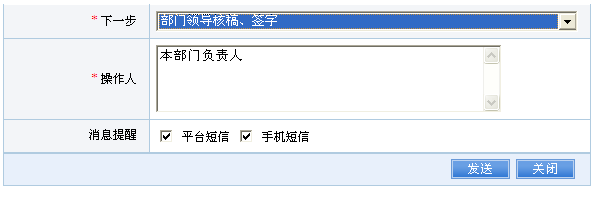 *下一步 部门领导核稿、签字
*操作人 本部门负责人
消息提醒 平台短信 手机短信
发送 关闭